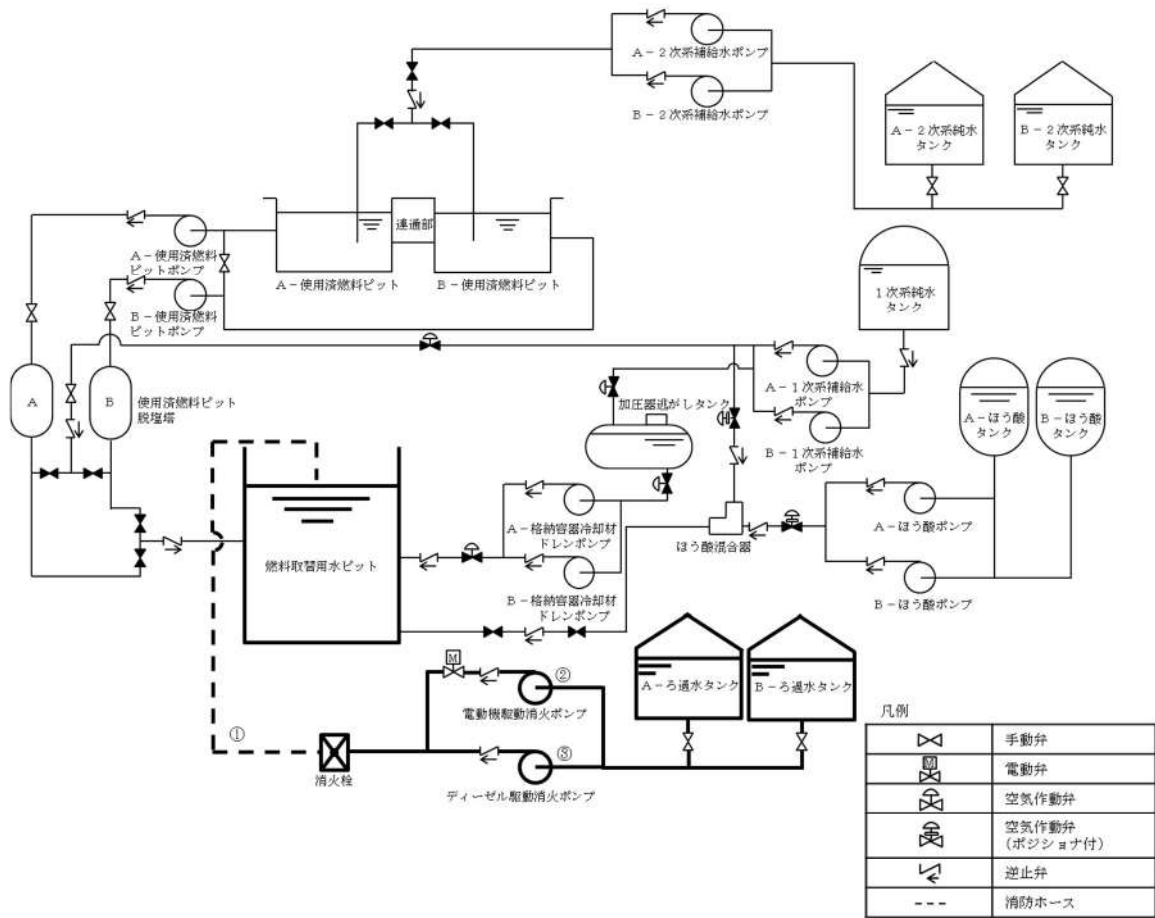 A-2次系補給水ポンプ
B-2次系補給水ポンプ
A-2次系純水
タンク
B-2次系純水
タンク
連通部
A-使用済燃料
ピットポンプ
A-使用済燃料ピット
B-使用済燃料ピット
B-使用済燃料
ピットポンプ
1次系純水
タンク
A
B
使用済燃料ピット
脱塩塔
加圧器逃がしタンク
A-1次系補給水
ポンプ
B-1次系補給水
ポンプ
A-ほう酸
タンク
B-ほう酸
タンク
A-格納容器冷却材
ドレンポンプ
B-格納容器冷却材
ドレンポンプ
ほう酸混合器
A-ほう酸ポンプ
B-ほう酸ポンプ
燃料取替用水ピット
M
②
電動機駆動消火ポンプ
①
消火栓
③
ディーゼル駆動消火ポンプ
A-ろ過水タンク
B-ろ過水タンク
凡例
手動弁
M
電動弁
空気作動弁
空気作動弁
(ポジショナ付)
逆止弁
消防ホース